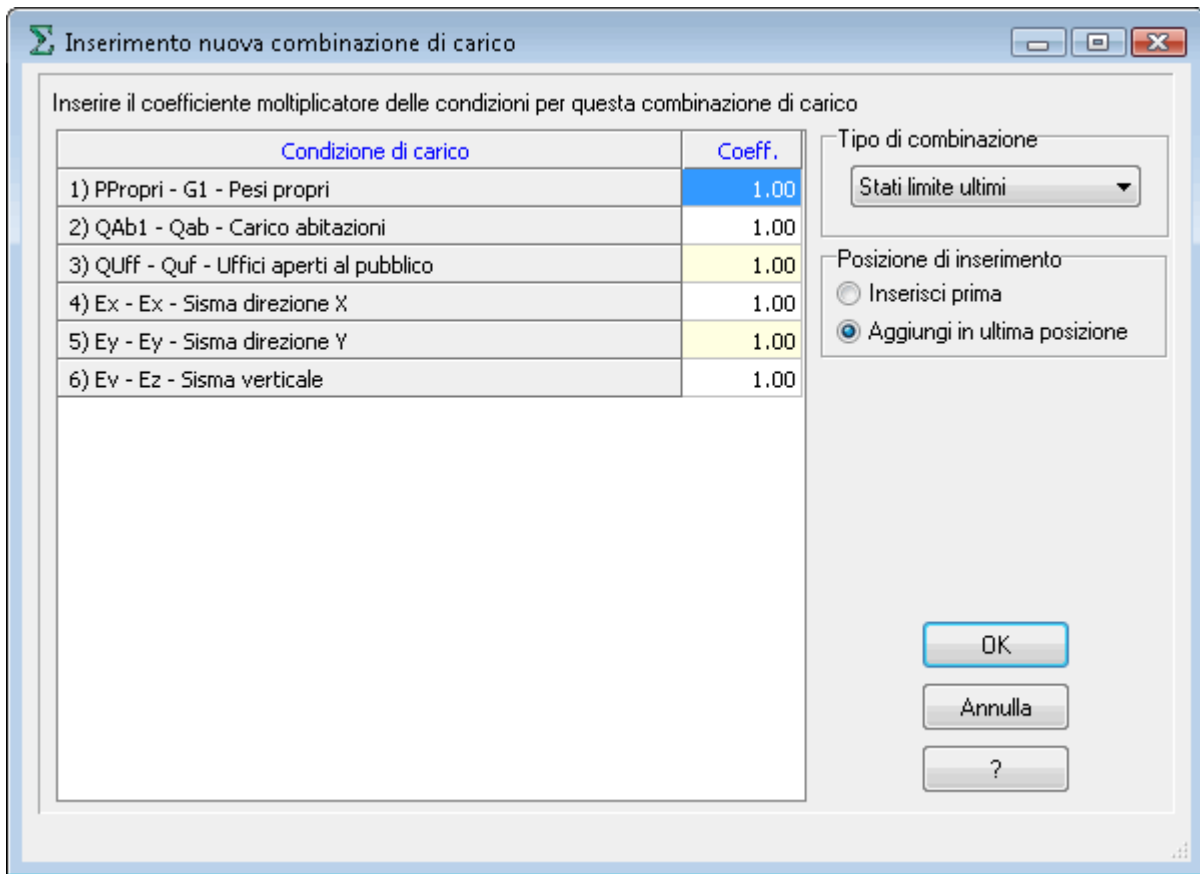 Inserimento nuova combinazione di carico
Inserire il coefficiente moltiplicatore delle condizioni per questa combinazione di carico
Condizione di carico Coeff.
1) PPropri - G1 - Pesi propri 1.00
2) QAb1 - Qab - Carico abitazioni 1.00
3) QUff - Quf - Uffici aperti al pubblico 1.00
4) Ex - Ex - Sisma direzione X 1.00
5) Ey - Ey - Sisma direzione Y 1.00
6) Ev - Ez - Sisma verticale 1.00
Tipo di combinazione
Stati limite ultimi
Posizione di inserimento
Inserisci prima
Aggiungi in ultima posizione
OK
Annulla
?